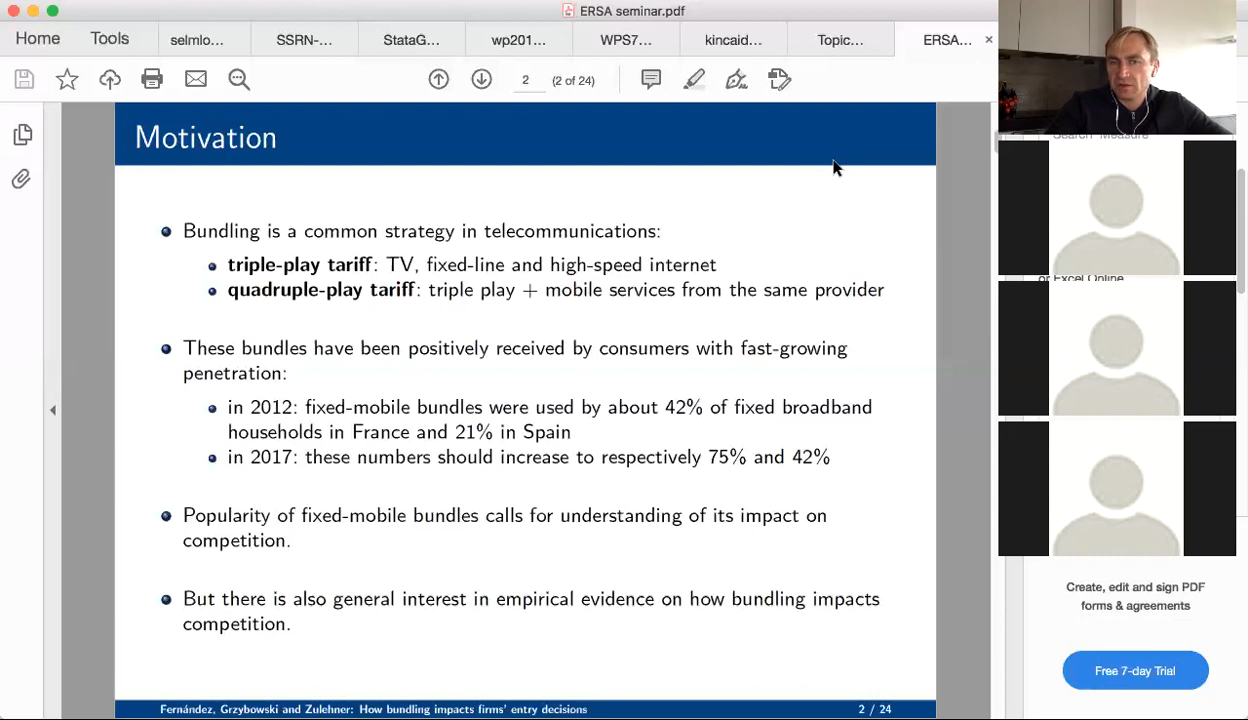 ERSA seminar.pdf
Home Tools selmlo... SSRN-... StataG... wp201... WPS7... kincaid... Topic... ERSA... ×
2 (2 of 24)
Motivation
Bundling is a common strategy in telecommunications:
triple-play tariff: TV, fixed-line and high-speed internet
quadruple-play tariff: triple play + mobile services from the same provider
These bundles have been positively received by consumers with fast-growing
penetration:
in 2012: fixed-mobile bundles were used by about 42% of fixed broadband
households in France and 21% in Spain
in 2017: these numbers should increase to respectively 75% and 42%
Popularity of fixed-mobile bundles calls for understanding of its impact on
competition.
But there is also general interest in empirical evidence on how bundling impacts
competition.
Fernández, Grzybowski and Zulehner: How bundling impacts firms' entry decisions 2 / 24
Search 'Measure'
or Excel Online
Create, edit and sign PDF
forms & agreements
Free 7-day Trial